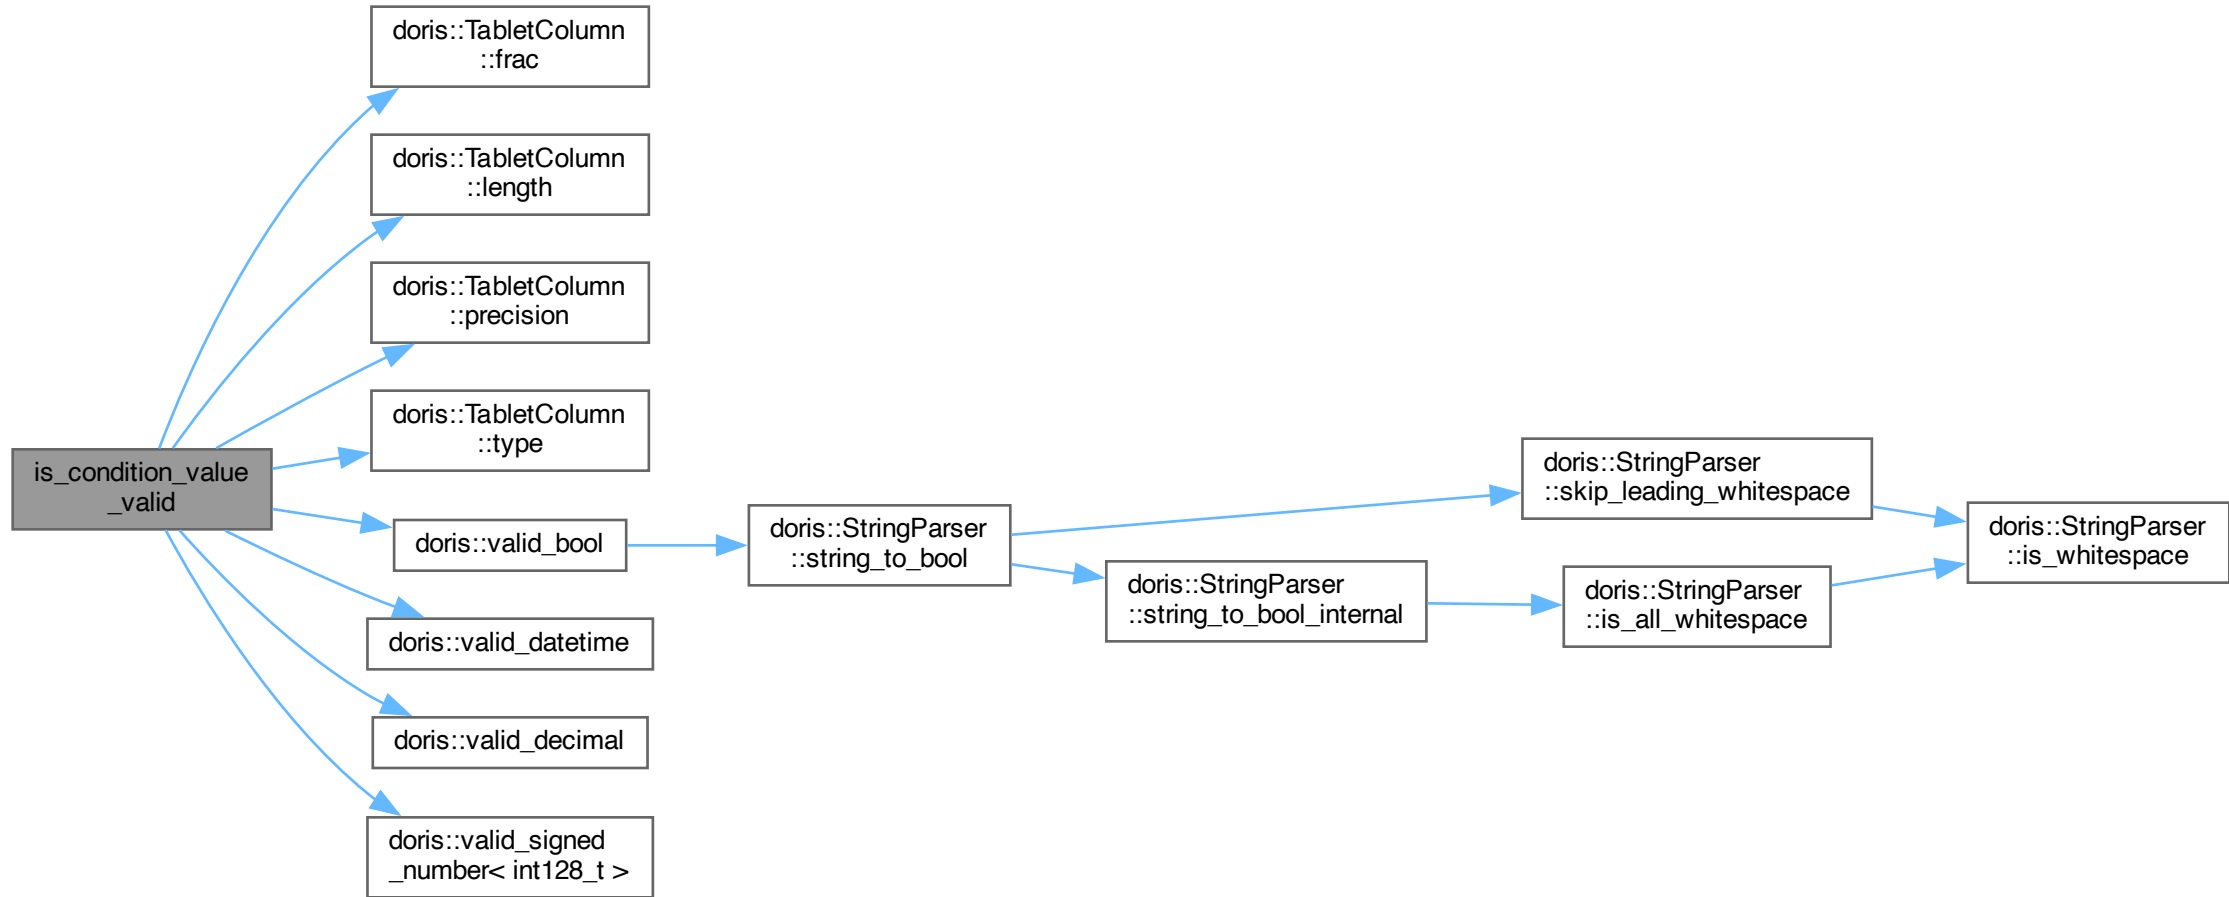 doris::TabletColumn
::frac
doris::TabletColumn
::length
doris::TabletColumn
::precision
doris::TabletColumn
::type
is_condition_value
_valid
doris::valid_bool
doris::StringParser
::string_to_bool
doris::StringParser
::skip_leading_whitespace
doris::StringParser
::string_to_bool_internal
doris::StringParser
::is_all_whitespace
doris::StringParser
::is_whitespace
doris::valid_datetime
doris::valid_decimal
doris::valid_signed
_number< int128_t >